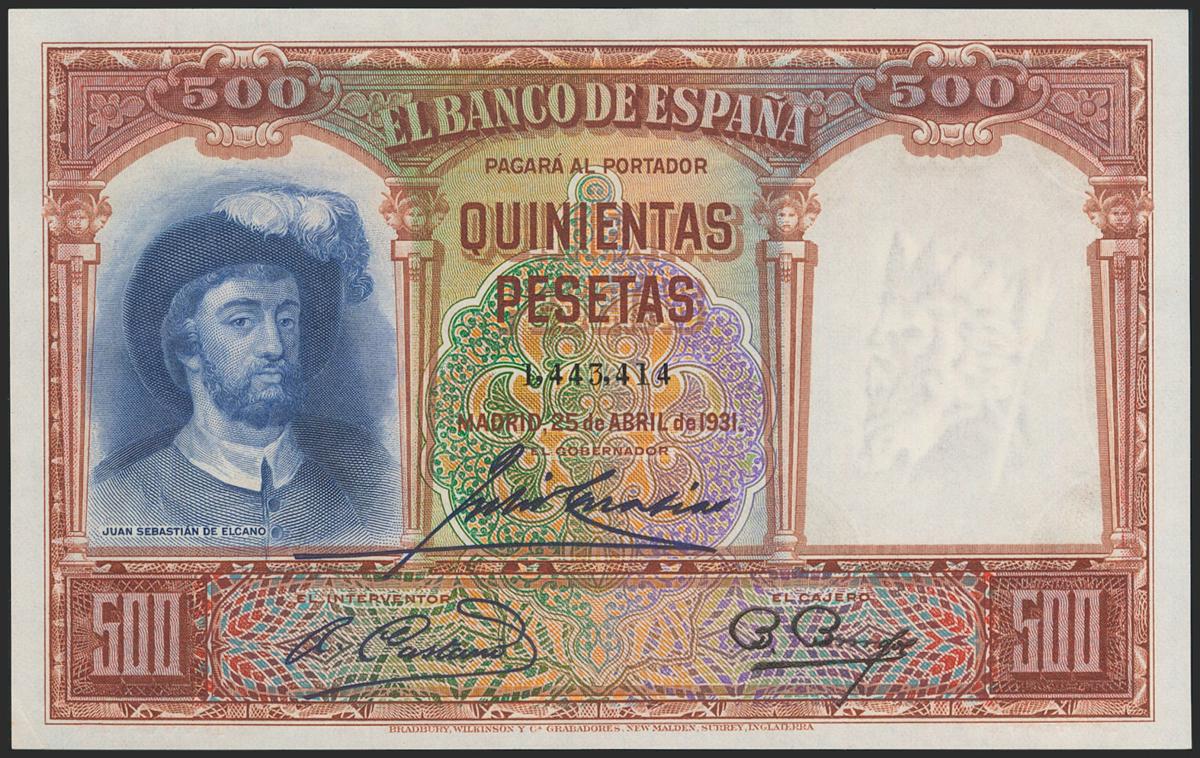 500
500
EL BANCO DE ESPAÑA
PAGARÁ AL PORTADOR
QUINIENTAS
PESETAS
1,443,414
MADRID 25 de ABRIL de 1931.
EL GOBERNADOR
JUAN SEBASTIÁN DE ELCANO
EL INTERVENTOR
EL CAJERO
500
500
BRADBURY, WILKINSON Y Cª GRABADORES. NEW MALDEN, SURREY, INGLATERRA